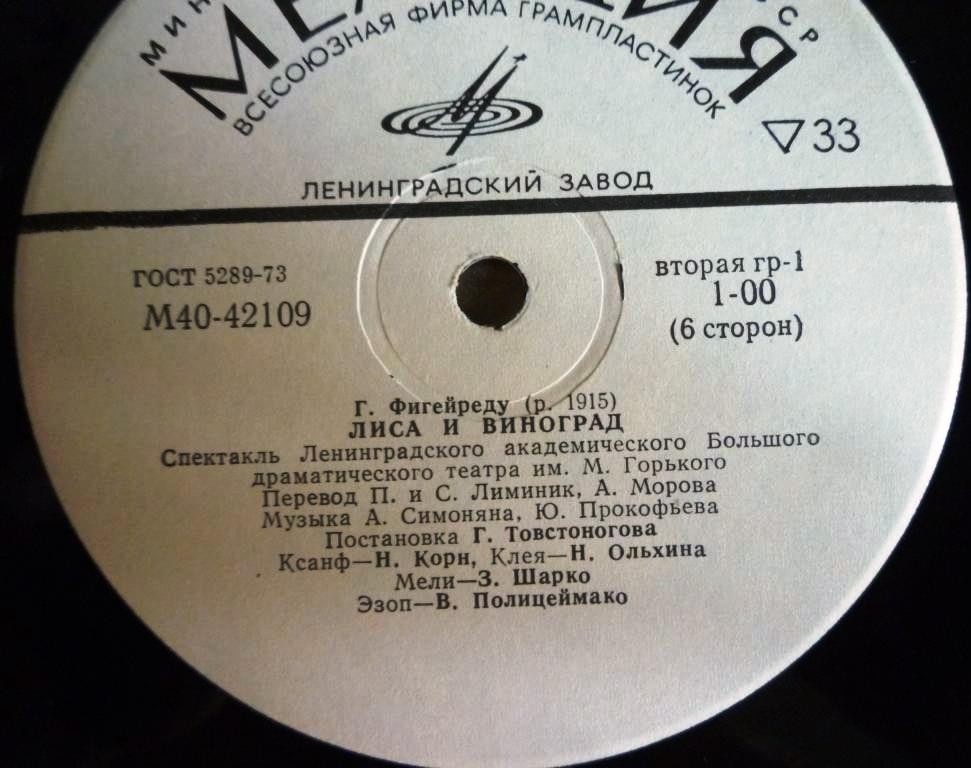 ВСЕСОЮЗНАЯ ФИРМА ГРАМПЛАСТИНОК
▽33
ЛЕНИНГРАДСКИЙ ЗАВОД
ГОСТ 5289-73
М40-42109
вторая гр-1
1-00
(6 сторон)
Г. Фигейреду (р. 1915)
ЛИСА И ВИНОГРАД
Спектакль Ленинградского академического Большого
драматического театра им. М. Горького
Перевод П. и С. Лиминик, А. Морова
Музыка А. Симоняна, Ю. Прокофьева
Постановка Г. Товстоногова
Ксанф—Н. Корн, Клея—Н. Ольхина
Мели—З. Шарко
Эзоп—В. Полицеймако